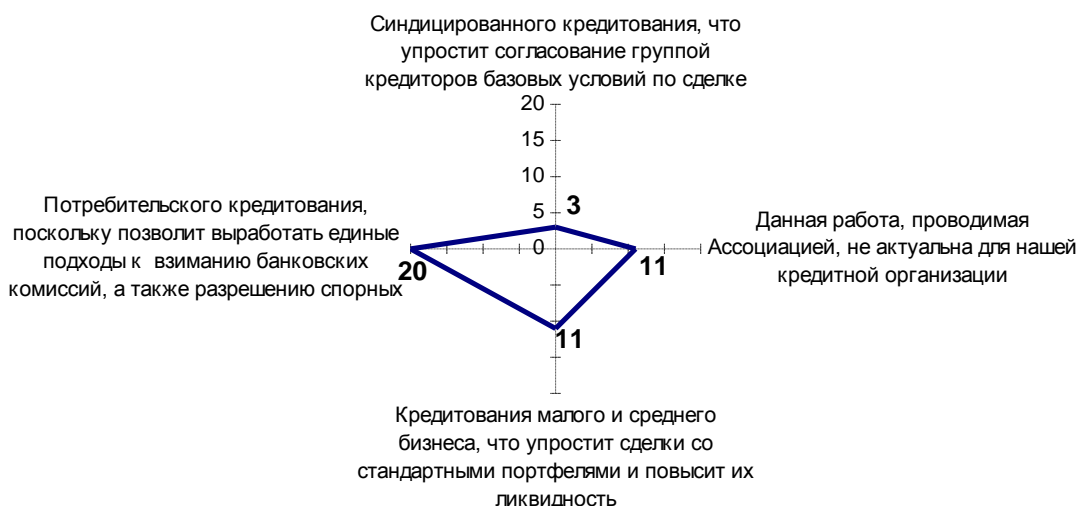 Синдицированного кредитования, что
упростит согласование группой
кредиторов базовых условий по сделке
20
15
10
5
0
3
Потребительского кредитования,
поскольку позволит выработать единые
подходы к взиманию банковских
комиссий, а также разрешению спорных
20
11
Данная работа, проводимая
Ассоциацией, не актуальна для нашей
кредитной организации
11
Кредитования малого и среднего
бизнеса, что упростит сделки со
стандартными портфелями и повысит их
ликвидность